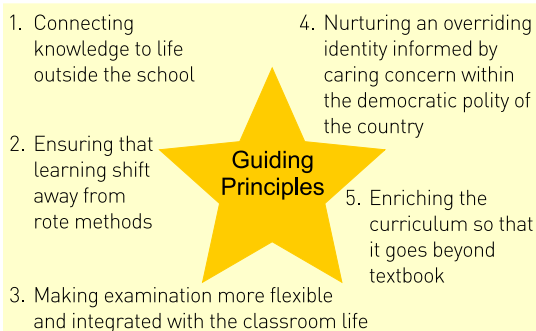 1. Connecting
knowledge to life
outside the school
2. Ensuring that
learning shift
away from
rote methods
3. Making examination more flexible
and integrated with the classroom life
Guiding
Principles
4. Nurturing an overriding
identity informed by
caring concern within
the democratic polity of
the country
5. Enriching the
curriculum so that
it goes beyond
textbook